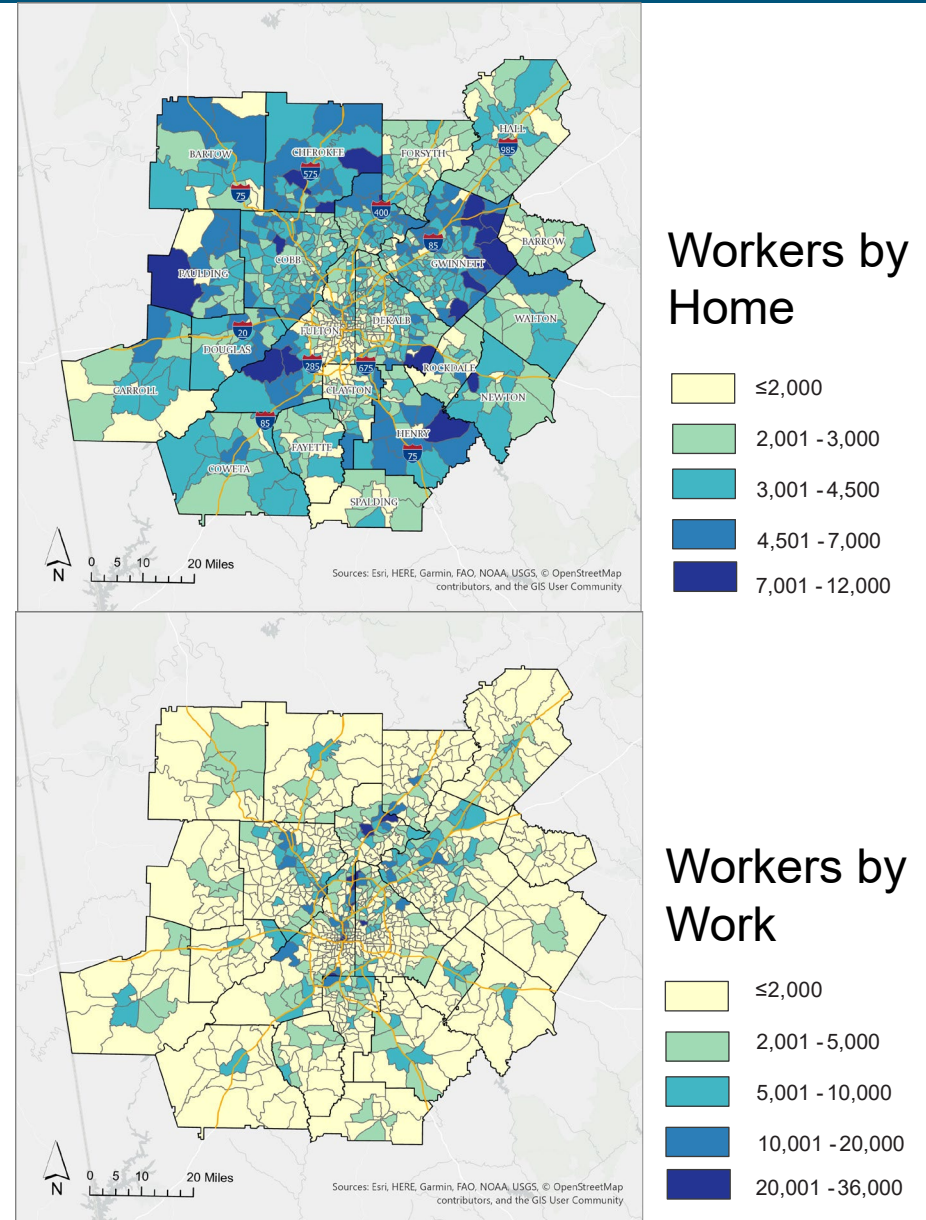 HALL
985
BARTOW
CHEROKEE
FORSYTH
575
75
400
85
BARROW
COBB
GWINNETT
PAULDING
WALTON
DEKALB
20
FULTON
DOUGLAS
285
675
ROCKDALE
CARROLL
CLAYTON
NEWTON
85
HENRY
FAYETTE
75
COWETA
SPALDING
N
0 5 10 20 Miles
Sources: Esri, HERE, Garmin, FAO, NOAA, USGS, © OpenStreetMap
contributors, and the GIS User Community
Workers by
Home
≤2,000
2,001 - 3,000
3,001 - 4,500
4,501 - 7,000
7,001 - 12,000
N
0 5 10 20 Miles
Sources: Esri, HERE, Garmin, FAO, NOAA, USGS, © OpenStreetMap
contributors, and the GIS User Community
Workers by
Work
≤2,000
2,001 - 5,000
5,001 - 10,000
10,001 - 20,000
20,001 - 36,000